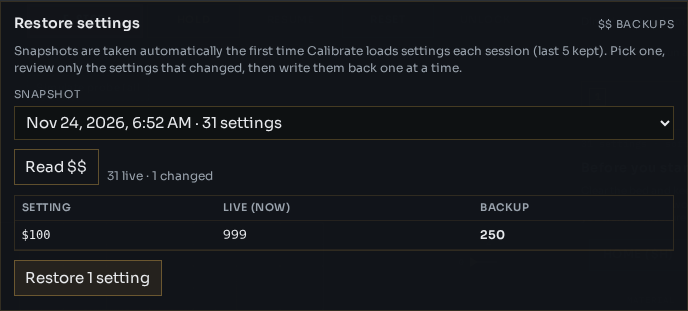 Restore settings
$$ BACKUPS
Snapshots are taken automatically the first time Calibrate loads settings each session (last 5 kept). Pick one,
review only the settings that changed, then write them back one at a time.
SNAPSHOT
Nov 24, 2026, 6:52 AM · 31 settings
Read $$
31 live · 1 changed
SETTING LIVE (NOW) BACKUP
$100 999 250
Restore 1 setting